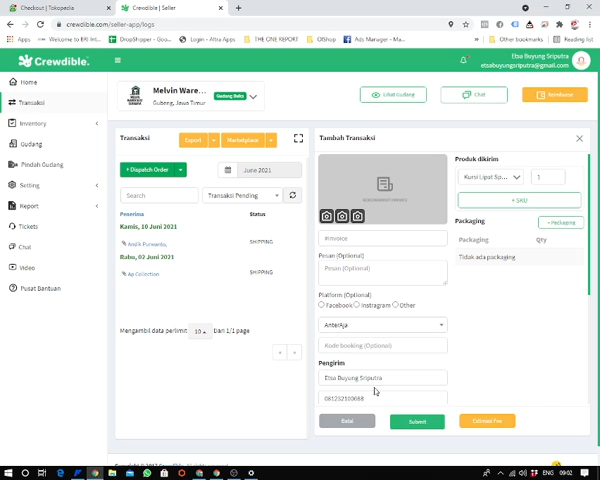 Checkout | Tokopedia
Crewdible | Seller
crewdible.com/seller-app/logs
Apps
Welcome to BRI Int...
DropShipper - Goo...
Login - Altra Apps
THE ONE REPORT
OlShop
Ads Manager - Ma...
Other bookmarks
Reading list
Crewdible.
Etsa Buyung Sriputra
etsabuyungsriputra@gmail.com
Home
Transaksi
Inventory
Gudang
Pindah Gudang
Setting
Report
Tickets
Chat
Video
Pusat Bantuan
Melvin Ware...
Gudang Retro
Gubeng, Jawa Timur
Lihat Gudang
Chat
Transaksi
Export
Marketplace
+ Dispatch Order
June 2021
Search
Transaksi Pending
Penerima
Status
Kamis, 10 Juni 2021
Andik Purwanto,
SHIPPING
Rabu, 02 Juni 2021
Ap Collection
SHIPPING
Mengambil data perlimit
10
Dari 1/1 page
«
»
Tambah Transaksi
#Invoice
Pesan (Optional)
Pesan (Optional)
Platform (Optional)
Facebook
Instragram
Other
AnterAja
Kode booking (Optional)
Pengirim
Etsa Buyung Sriputra
081232100688
Batal
Submit
Estimasi Fee
Produk dikirim
Kursi Lipat Sp...
1
+ SKU
Packaging
+ Packaging
Packaging
Qty
Tidak ada packaging
ENG
09:02